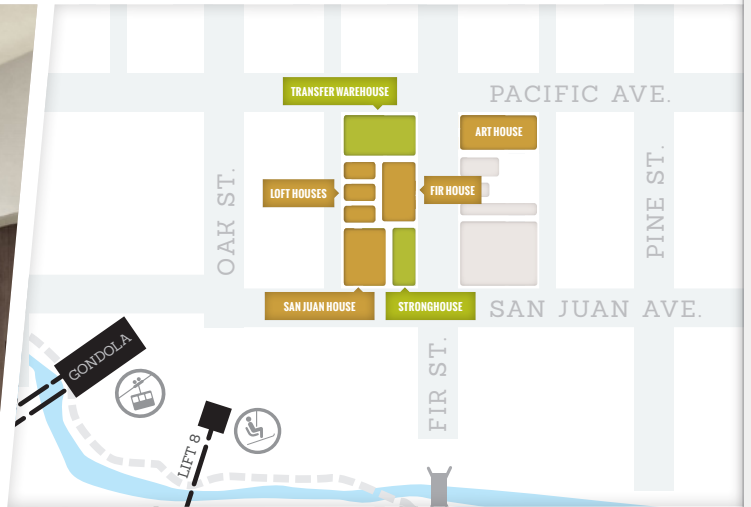 TRANSFER WAREHOUSE
PACIFIC AVE.
ART HOUSE
OAK ST.
LOFT HOUSES
FIR HOUSE
PINE ST.
SAN JUAN HOUSE
STRONGHOUSE
SAN JUAN AVE.
GONDOLA
FIR ST.
LIFT 8